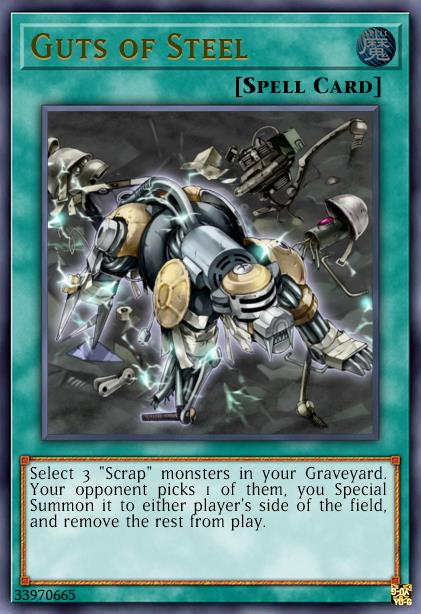 Guts of Steel
[Spell Card]
Select 3 "Scrap" monsters in your Graveyard.
Your opponent picks 1 of them, you Special
Summon it to either player's side of the field,
and remove the rest from play.
33970665